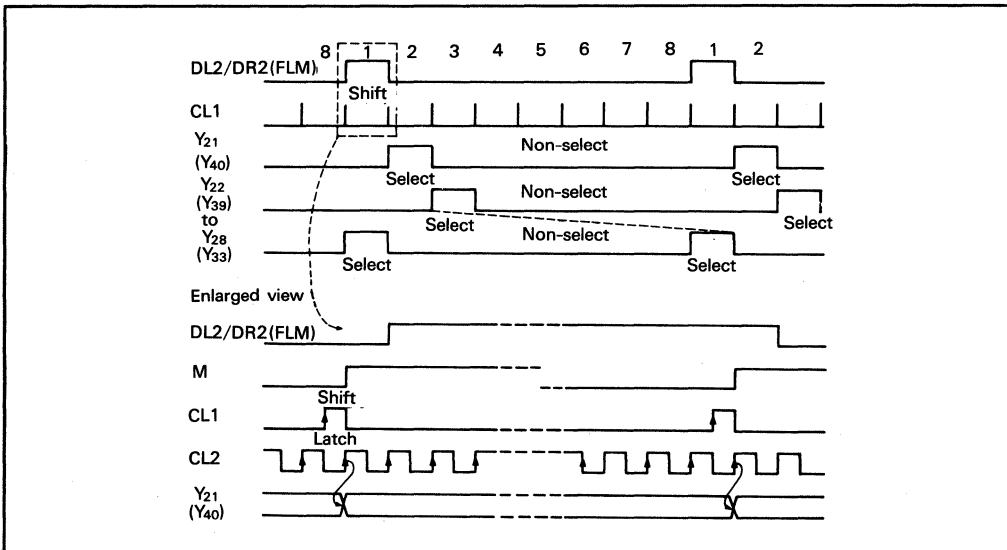 8 1 2 3 4 5 6 7 8 1 2
DL2/DR2(FLM)
Shift
CL1
Y21
(Y40)
Non-select
Select
Select
Y22
(Y39)
Non-select
Select
Select
to
Y28
(Y33)
Non-select
Select
Select
Enlarged view
DL2/DR2(FLM)
M
Shift
CL1
Latch
CL2
Y21
(Y40)